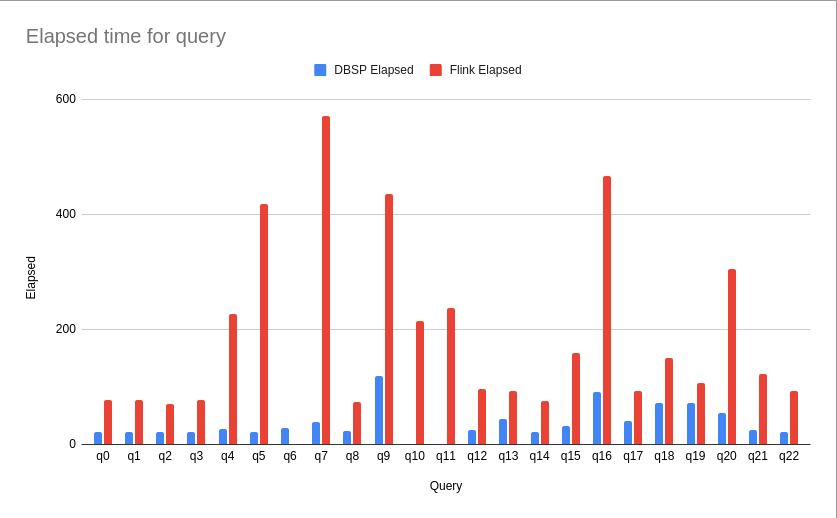 Elapsed time for query
DBSP Elapsed Flink Elapsed
600
400
200
0
Elapsed
q0 q1 q2 q3 q4 q5 q6 q7 q8 q9 q10 q11 q12 q13 q14 q15 q16 q17 q18 q19 q20 q21 q22
Query